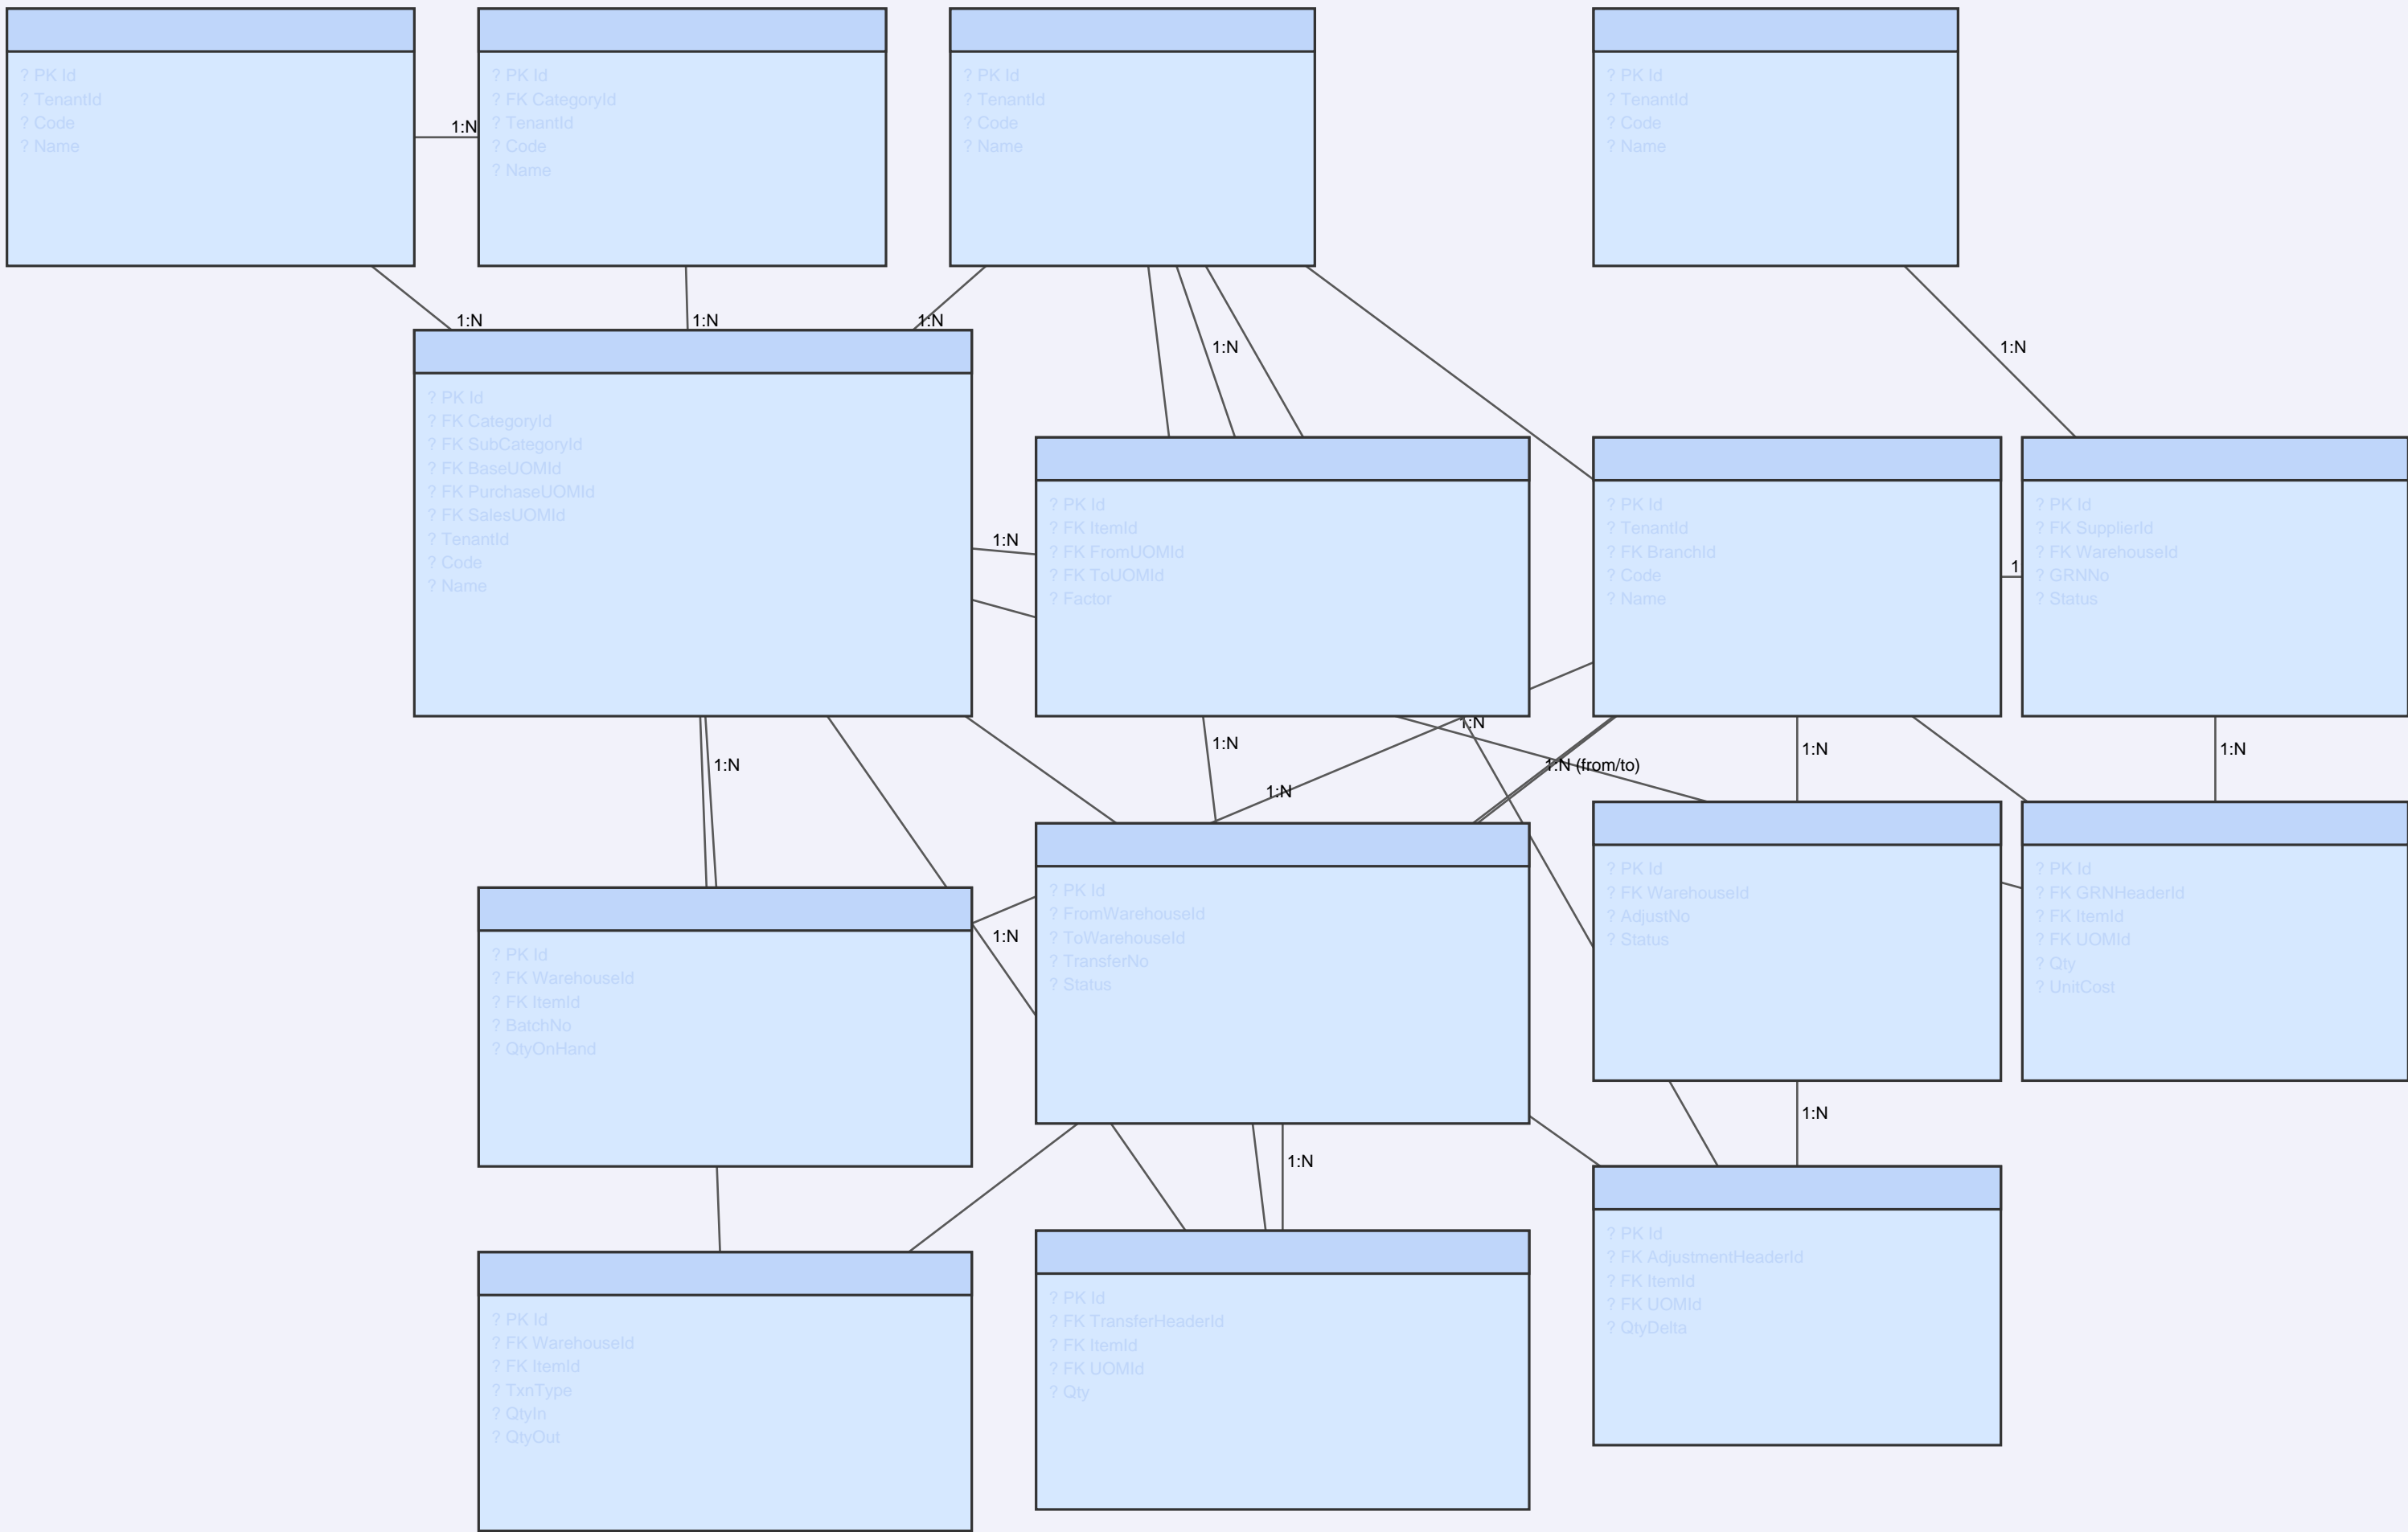 ? PK Id
? TenantId
? Code
? Name
1:N
? PK Id
? FK CategoryId
? TenantId
? Code
? Name
? PK Id
? TenantId
? Code
? Name
? PK Id
? TenantId
? Code
? Name
1:N
1:N
1:N
1:N
1:N
? PK Id
? FK CategoryId
? FK SubCategoryId
? FK BaseUOMId
? FK PurchaseUOMId
? FK SalesUOMId
? TenantId
? Code
? Name
1:N
? PK Id
? FK ItemId
? FK FromUOMId
? FK ToUOMId
? Factor
? PK Id
? TenantId
? FK BranchId
? Code
? Name
1
? PK Id
? FK SupplierId
? FK WarehouseId
? GRNNo
? Status
1:N
1:N
1:N
1:N
1:N
1:N (from/to)
1:N
? PK Id
? FK WarehouseId
? FK ItemId
? BatchNo
? QtyOnHand
1:N
? PK Id
? FromWarehouseId
? ToWarehouseId
? TransferNo
? Status
? PK Id
? FK WarehouseId
? AdjustNo
? Status
? PK Id
? FK GRNHeaderId
? FK ItemId
? FK UOMId
? Qty
? UnitCost
1:N
1:N
? PK Id
? FK WarehouseId
? FK ItemId
? TxnType
? QtyIn
? QtyOut
? PK Id
? FK TransferHeaderId
? FK ItemId
? FK UOMId
? Qty
? PK Id
? FK AdjustmentHeaderId
? FK ItemId
? FK UOMId
? QtyDelta